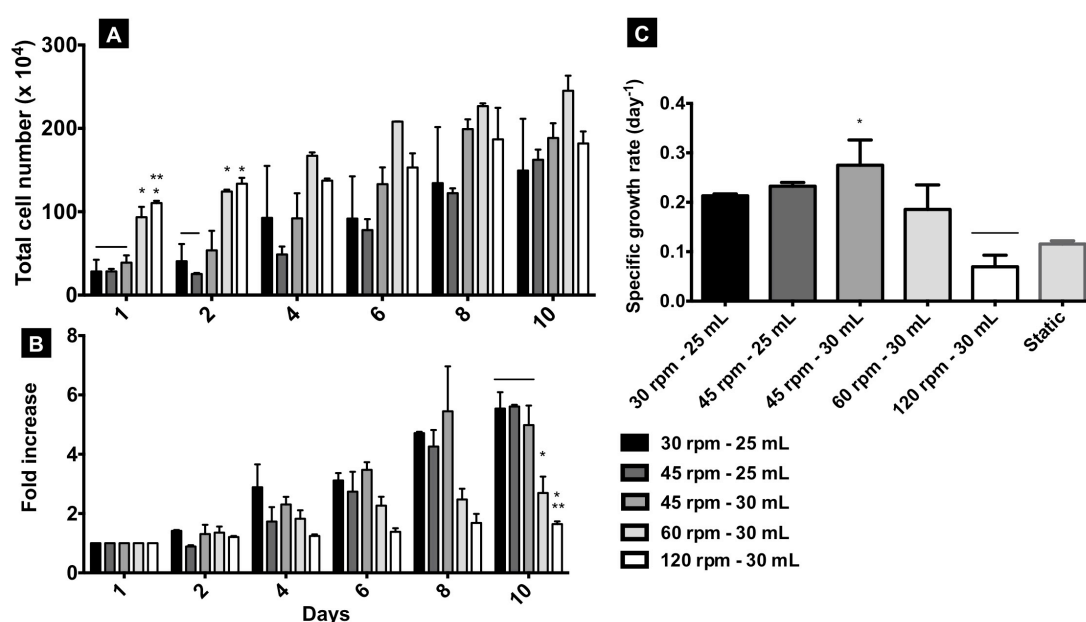 A
Total cell number (x 10⁴)
300
200
100
0
*
**
*
*
*
1
2
4
6
8
10
B
Fold increase
8
6
4
2
0
*
*
**
1
2
4
6
8
10
Days
C
Specific growth rate (day⁻¹)
0.4
0.3
0.2
0.1
0.0
*
30 rpm - 25 mL
45 rpm - 25 mL
45 rpm - 30 mL
60 rpm - 30 mL
120 rpm - 30 mL
Static
30 rpm - 25 mL
45 rpm - 25 mL
45 rpm - 30 mL
60 rpm - 30 mL
120 rpm - 30 mL